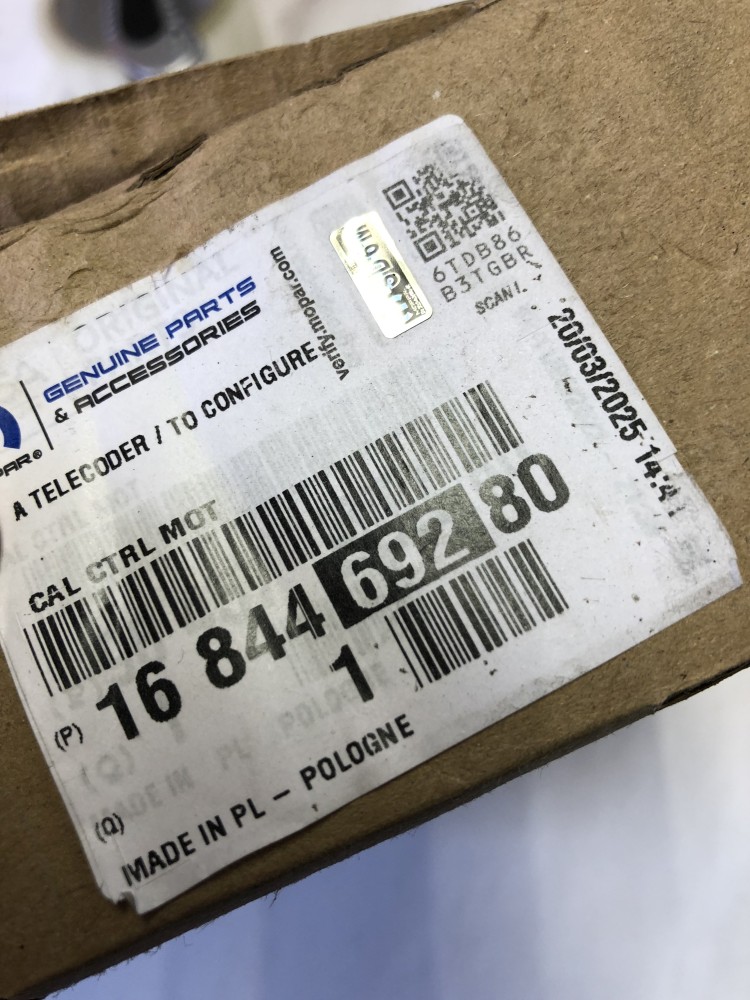 6TDB86
B3TGBR
SCAN
verify.mopar.com
GENUINE PARTS
& ACCESSORIES
PAR®
20/03/2025 14:4
A TELECODER / TO CONFIGURE
CAL CTRL MOT
(P) 16 844 692 80
(Q) 1
MADE IN PL - POLOGNE